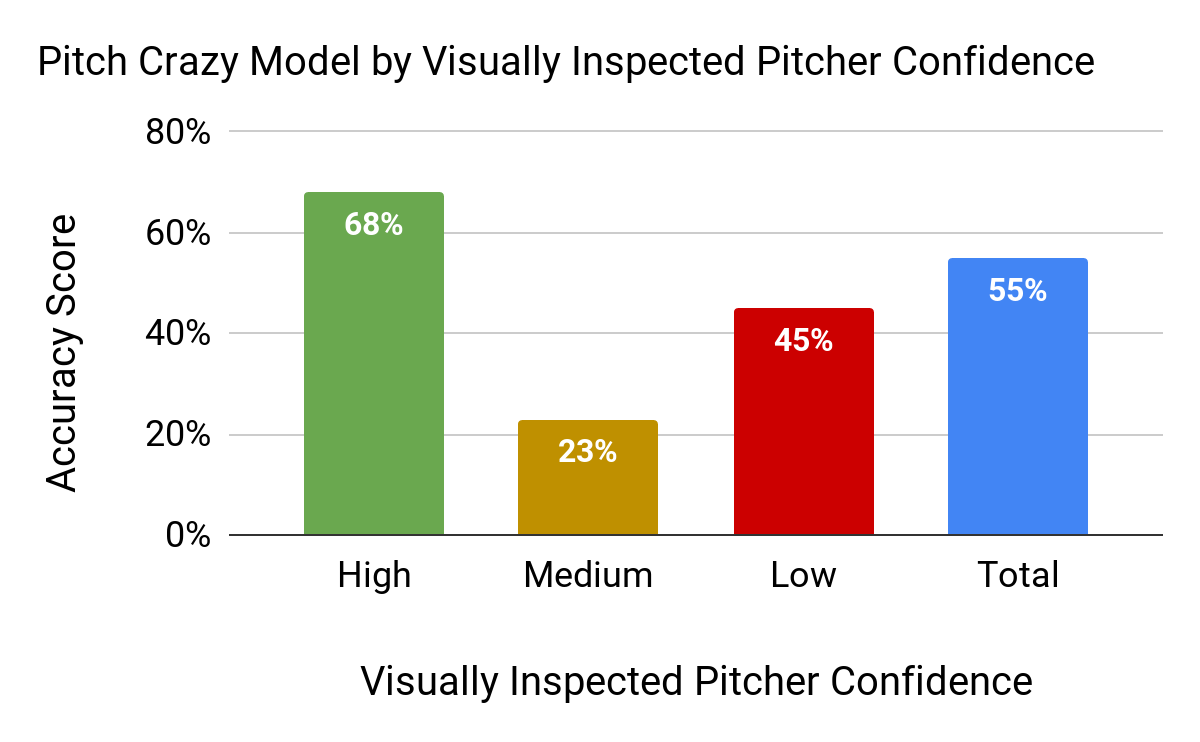 Pitch Crazy Model by Visually Inspected Pitcher Confidence
80%
60%
40%
20%
0%
Accuracy Score
68%
23%
45%
55%
High
Medium
Low
Total
Visually Inspected Pitcher Confidence